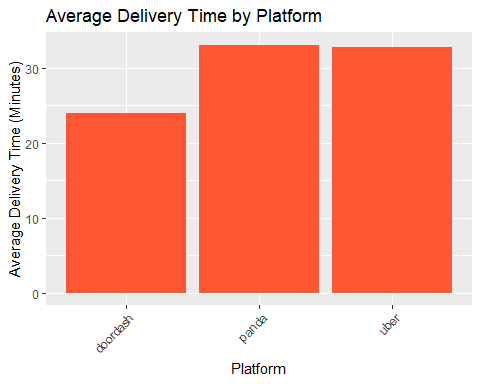 Average Delivery Time by Platform
Average Delivery Time (Minutes)
30
20
10
0
doordash
panda
uber
Platform